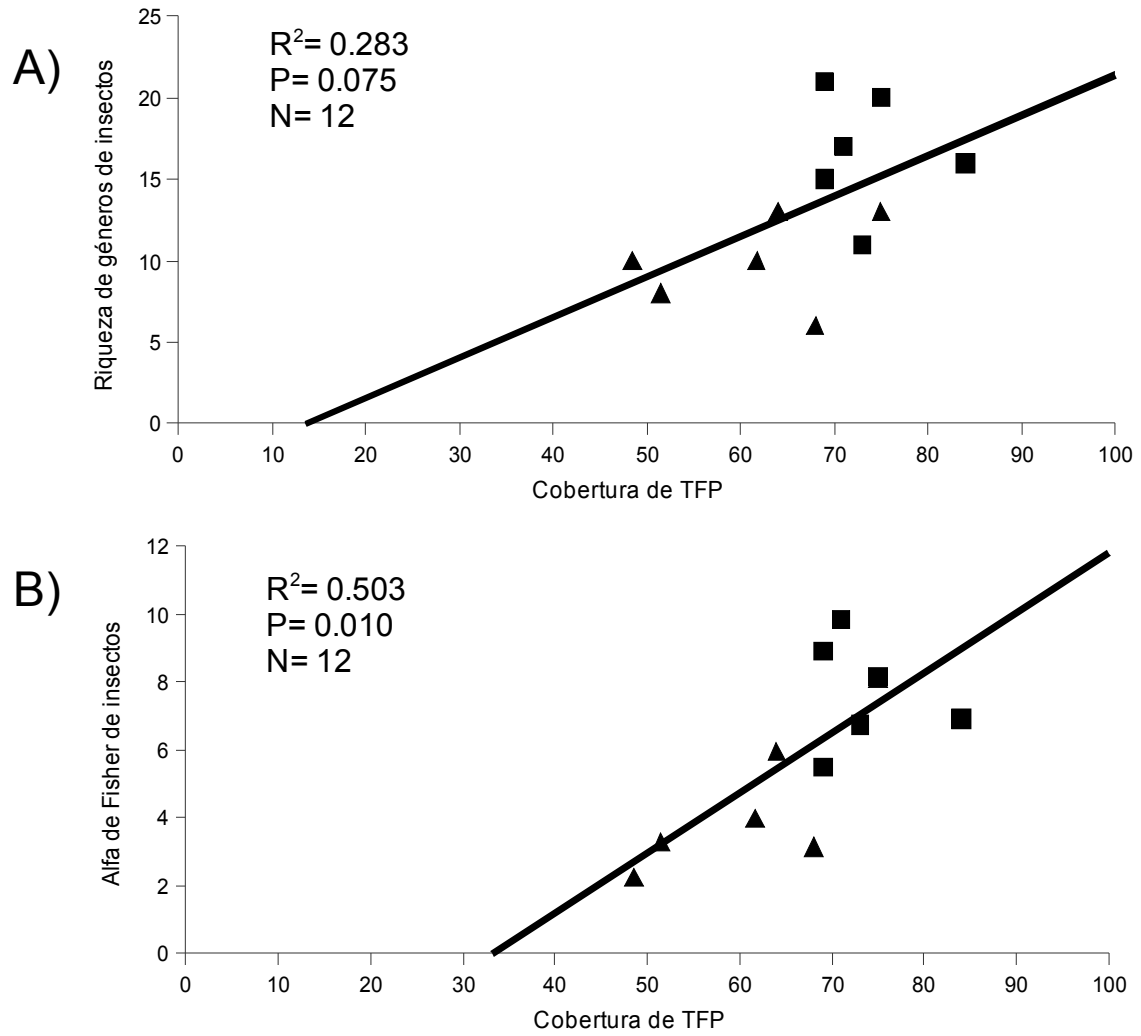 A)
R²= 0.283
P= 0.075
N= 12
Riqueza de géneros de insectos
25
20
15
10
5
0
0 10 20 30 40 50 60 70 80 90 100
Cobertura de TFP
B)
R²= 0.503
P= 0.010
N= 12
Alfa de Fisher de insectos
12
10
8
6
4
2
0
0 10 20 30 40 50 60 70 80 90 100
Cobertura de TFP